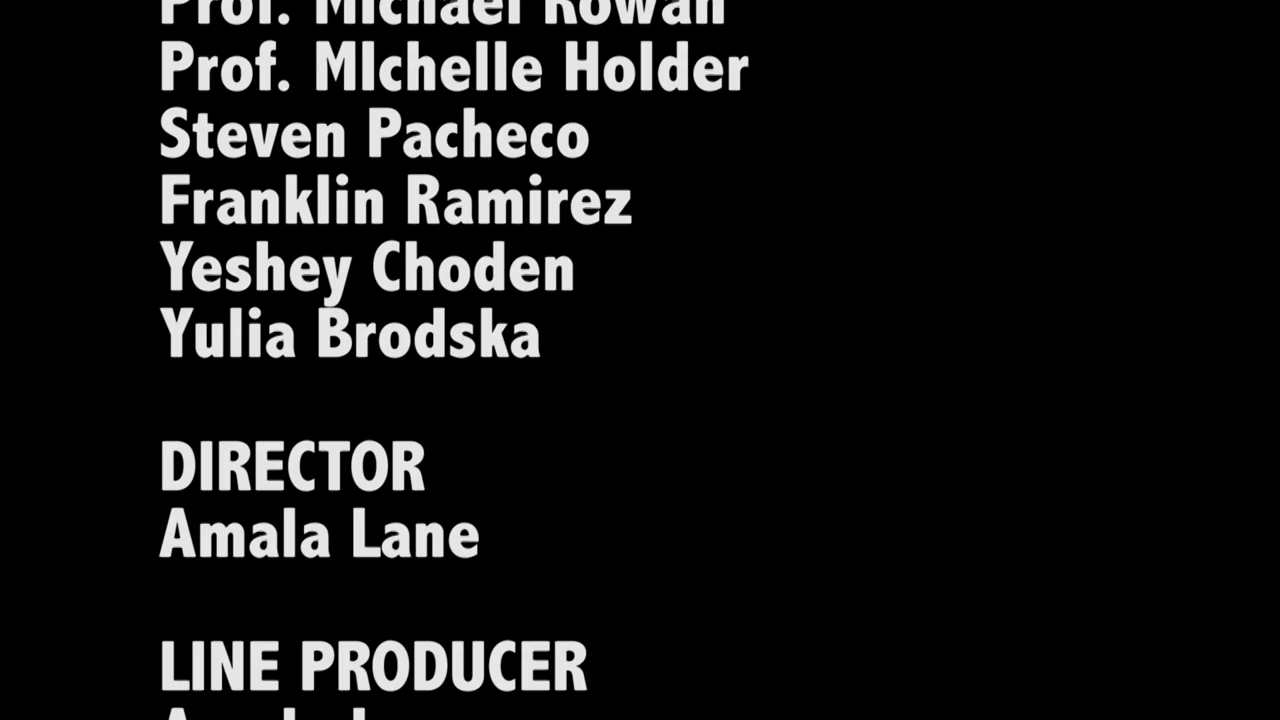 Prof. Michael Rowan
Prof. MIchelle Holder
Steven Pacheco
Franklin Ramirez
Yeshey Choden
Yulia Brodska
DIRECTOR
Amala Lane
LINE PRODUCER